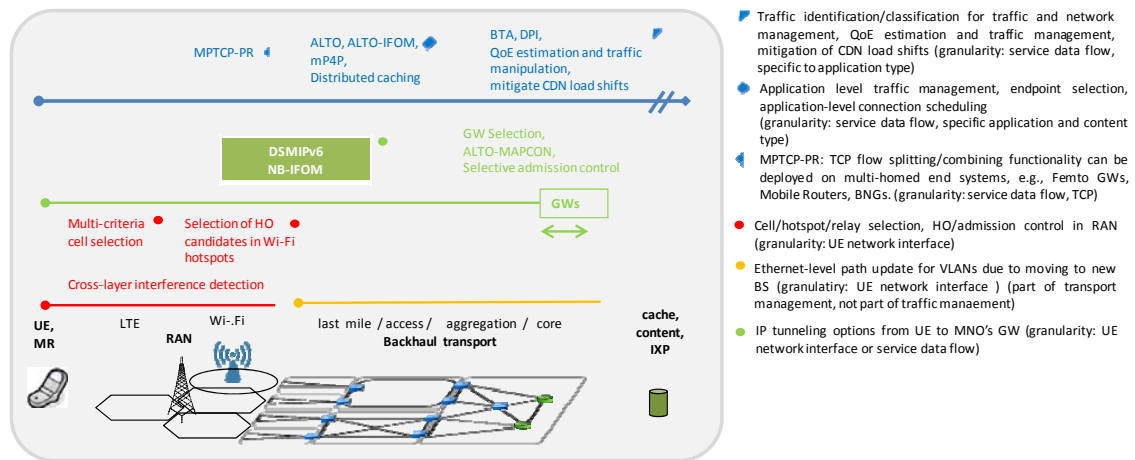 MPTCP-PR
ALTO, ALTO-IFOM,
mP4P,
Distributed caching
BTA, DPI,
QoE estimation and traffic
manipulation,
mitigate CDN load shifts
DSMIPv6
NB-IFOM
GW Selection,
ALTO-MAPCON,
Selective admission control
GWs
Multi-criteria
cell selection
Selection of HO
candidates in Wi-Fi
hotspots
Cross-layer interference detection
UE,
MR
LTE
RAN
Wi-.Fi
last mile / access / aggregation / core
Backhaul transport
cache,
content,
IXP
Traffic identification/classification for traffic and network
management, QoE estimation and traffic management,
mitigation of CDN load shifts (granularity: service data flow,
specific to application type)
Application level traffic management, endpoint selection,
application-level connection scheduling
(granularity: service data flow, specific application and content
type)
MPTCP-PR: TCP flow splitting/combining functionality can be
deployed on multi-homed end systems, e.g., Femto GWs,
Mobile Routers, BNGs. (granularity: service data flow, TCP)
Cell/hotspot/relay selection, HO/admission control in RAN
(granularity: UE network interface)
Ethernet-level path update for VLANs due to moving to new
BS (granulatiry: UE network interface ) (part of transport
management, not part of traffic manaement)
IP tunneling options from UE to MNO's GW (granularity: UE
network interface or service data flow)